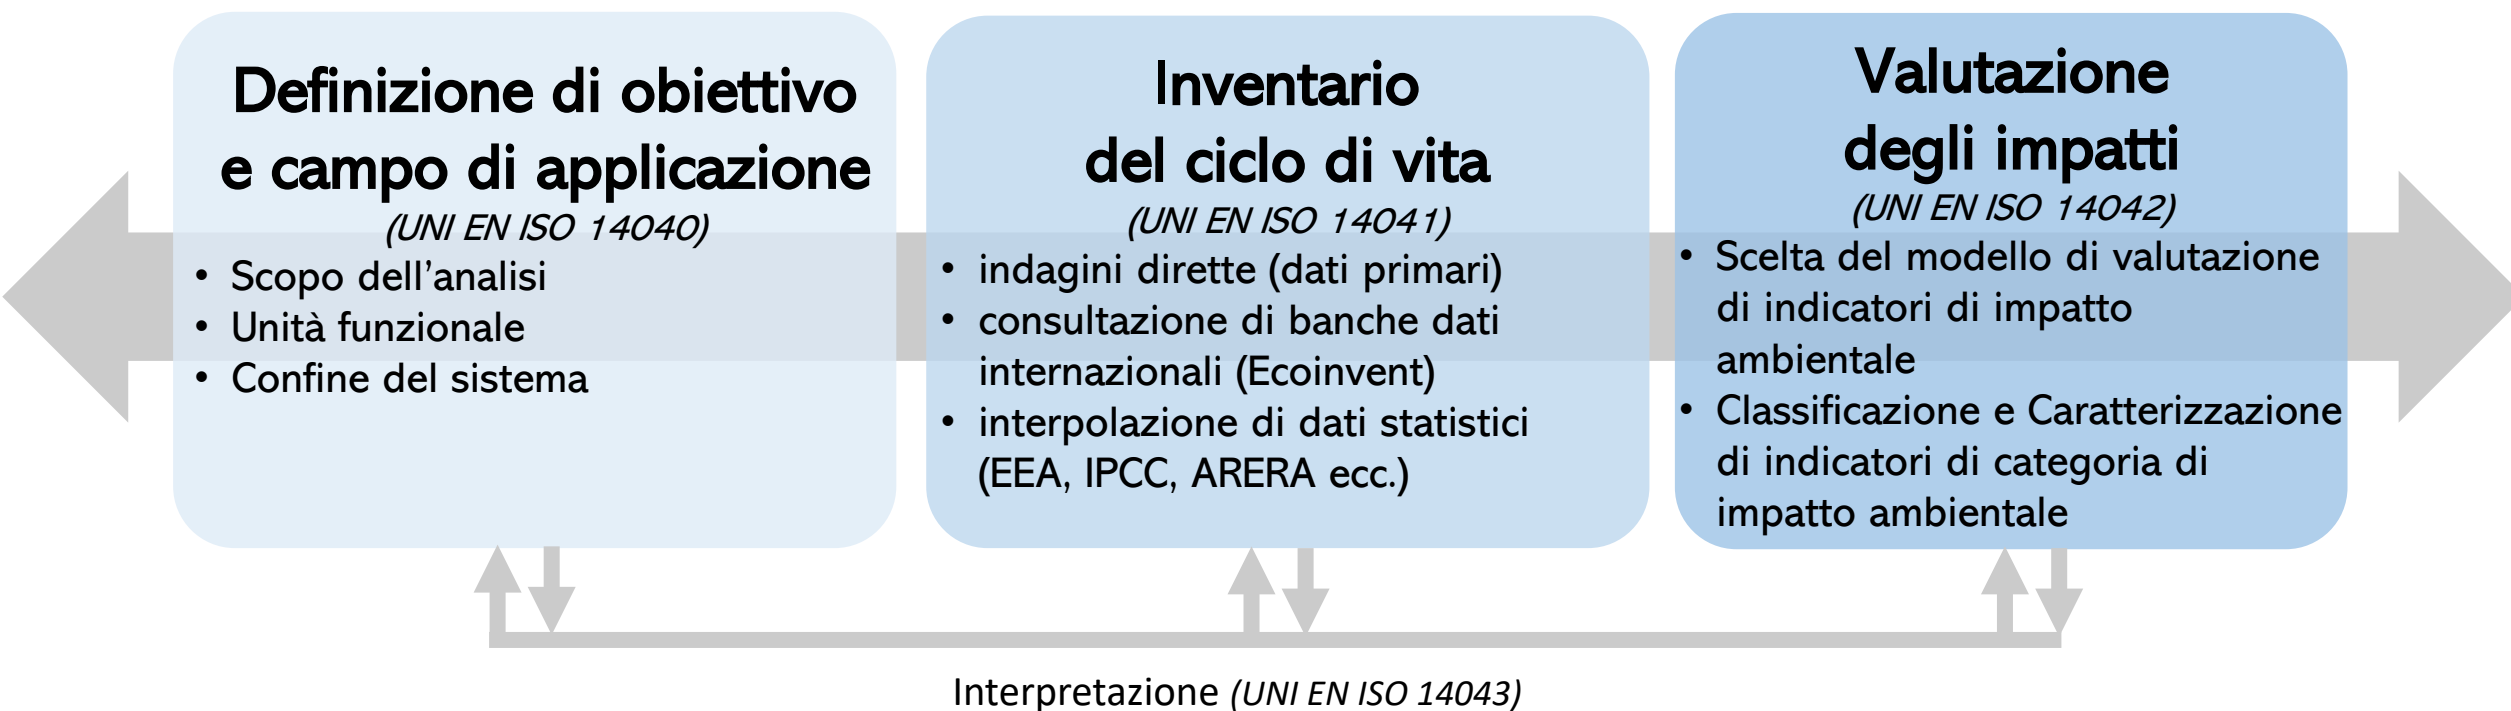 Definizione di obiettivo
e campo di applicazione
(UNI EN ISO 14040)
• Scopo dell’analisi
• Unità funzionale
• Confine del sistema
Inventario
del ciclo di vita
(UNI EN ISO 14041)
• indagini dirette (dati primari)
• consultazione di banche dati
internazionali (Ecoinvent)
• interpolazione di dati statistici
(EEA, IPCC, ARERA ecc.)
Valutazione
degli impatti
(UNI EN ISO 14042)
• Scelta del modello di valutazione
di indicatori di impatto
ambientale
• Classificazione e Caratterizzazione
di indicatori di categoria di
impatto ambientale
Interpretazione (UNI EN ISO 14043)